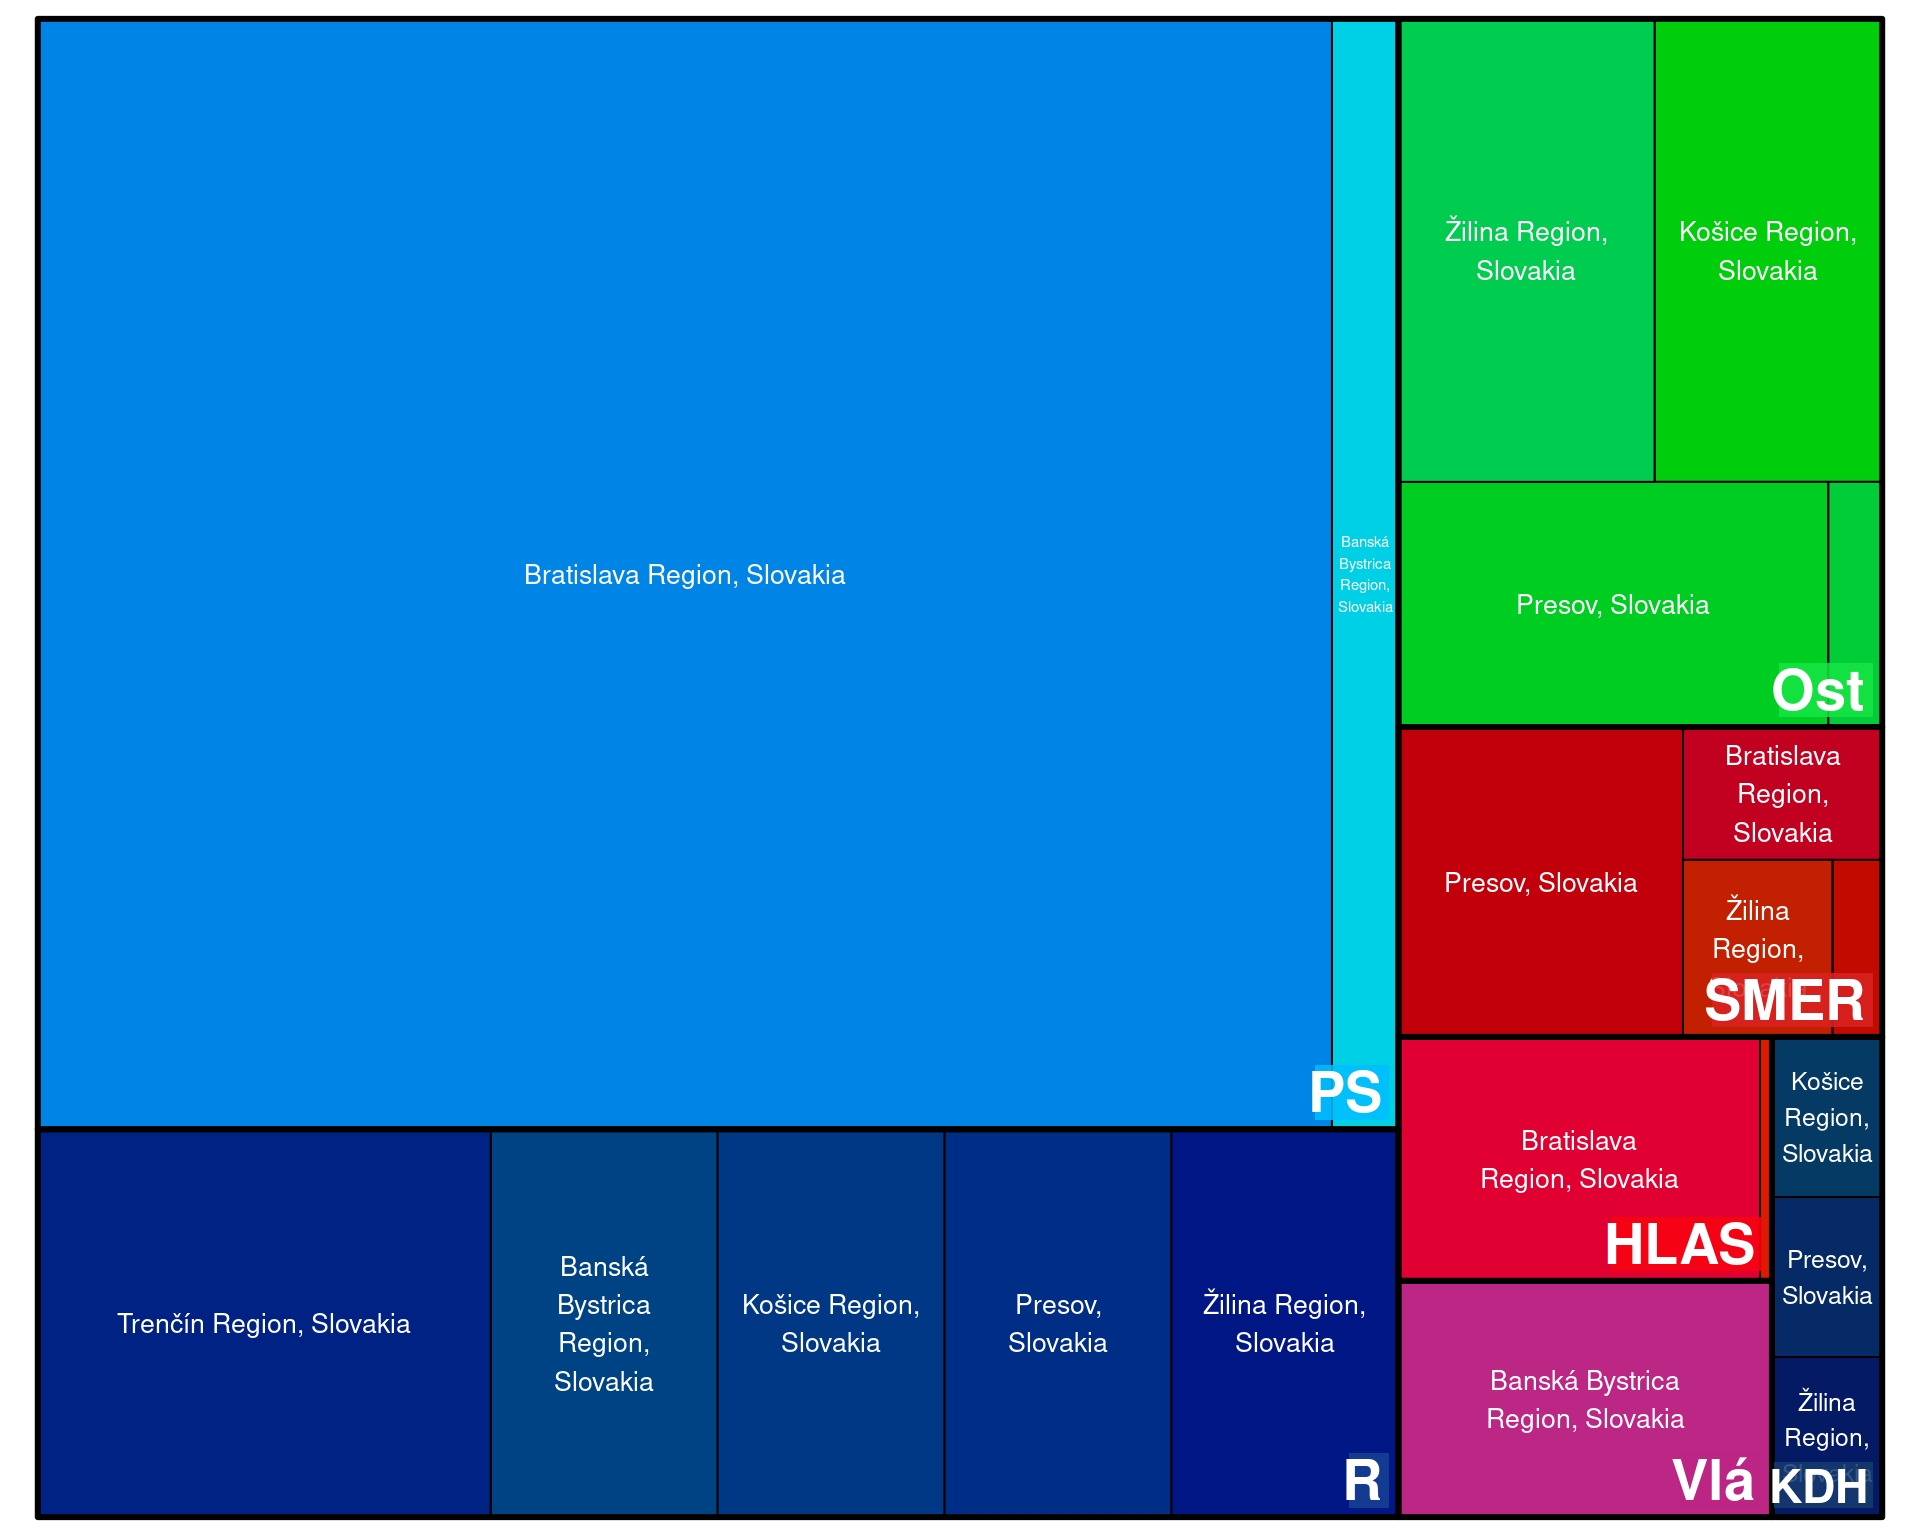 Bratislava Region, Slovakia
Banská
Bystrica
Region,
Slovakia
PS
Žilina Region,
Slovakia
Košice Region,
Slovakia
Presov, Slovakia
Ost
Presov, Slovakia
Bratislava
Region,
Slovakia
Žilina
Region,
SMER
Bratislava
Region, Slovakia
HLAS
Košice
Region,
Slovakia
Presov,
Slovakia
Žilina
Region,
KDH
Banská Bystrica
Region, Slovakia
Vlá
Trenčín Region, Slovakia
Banská
Bystrica
Region,
Slovakia
Košice Region,
Slovakia
Presov,
Slovakia
Žilina Region,
Slovakia
R